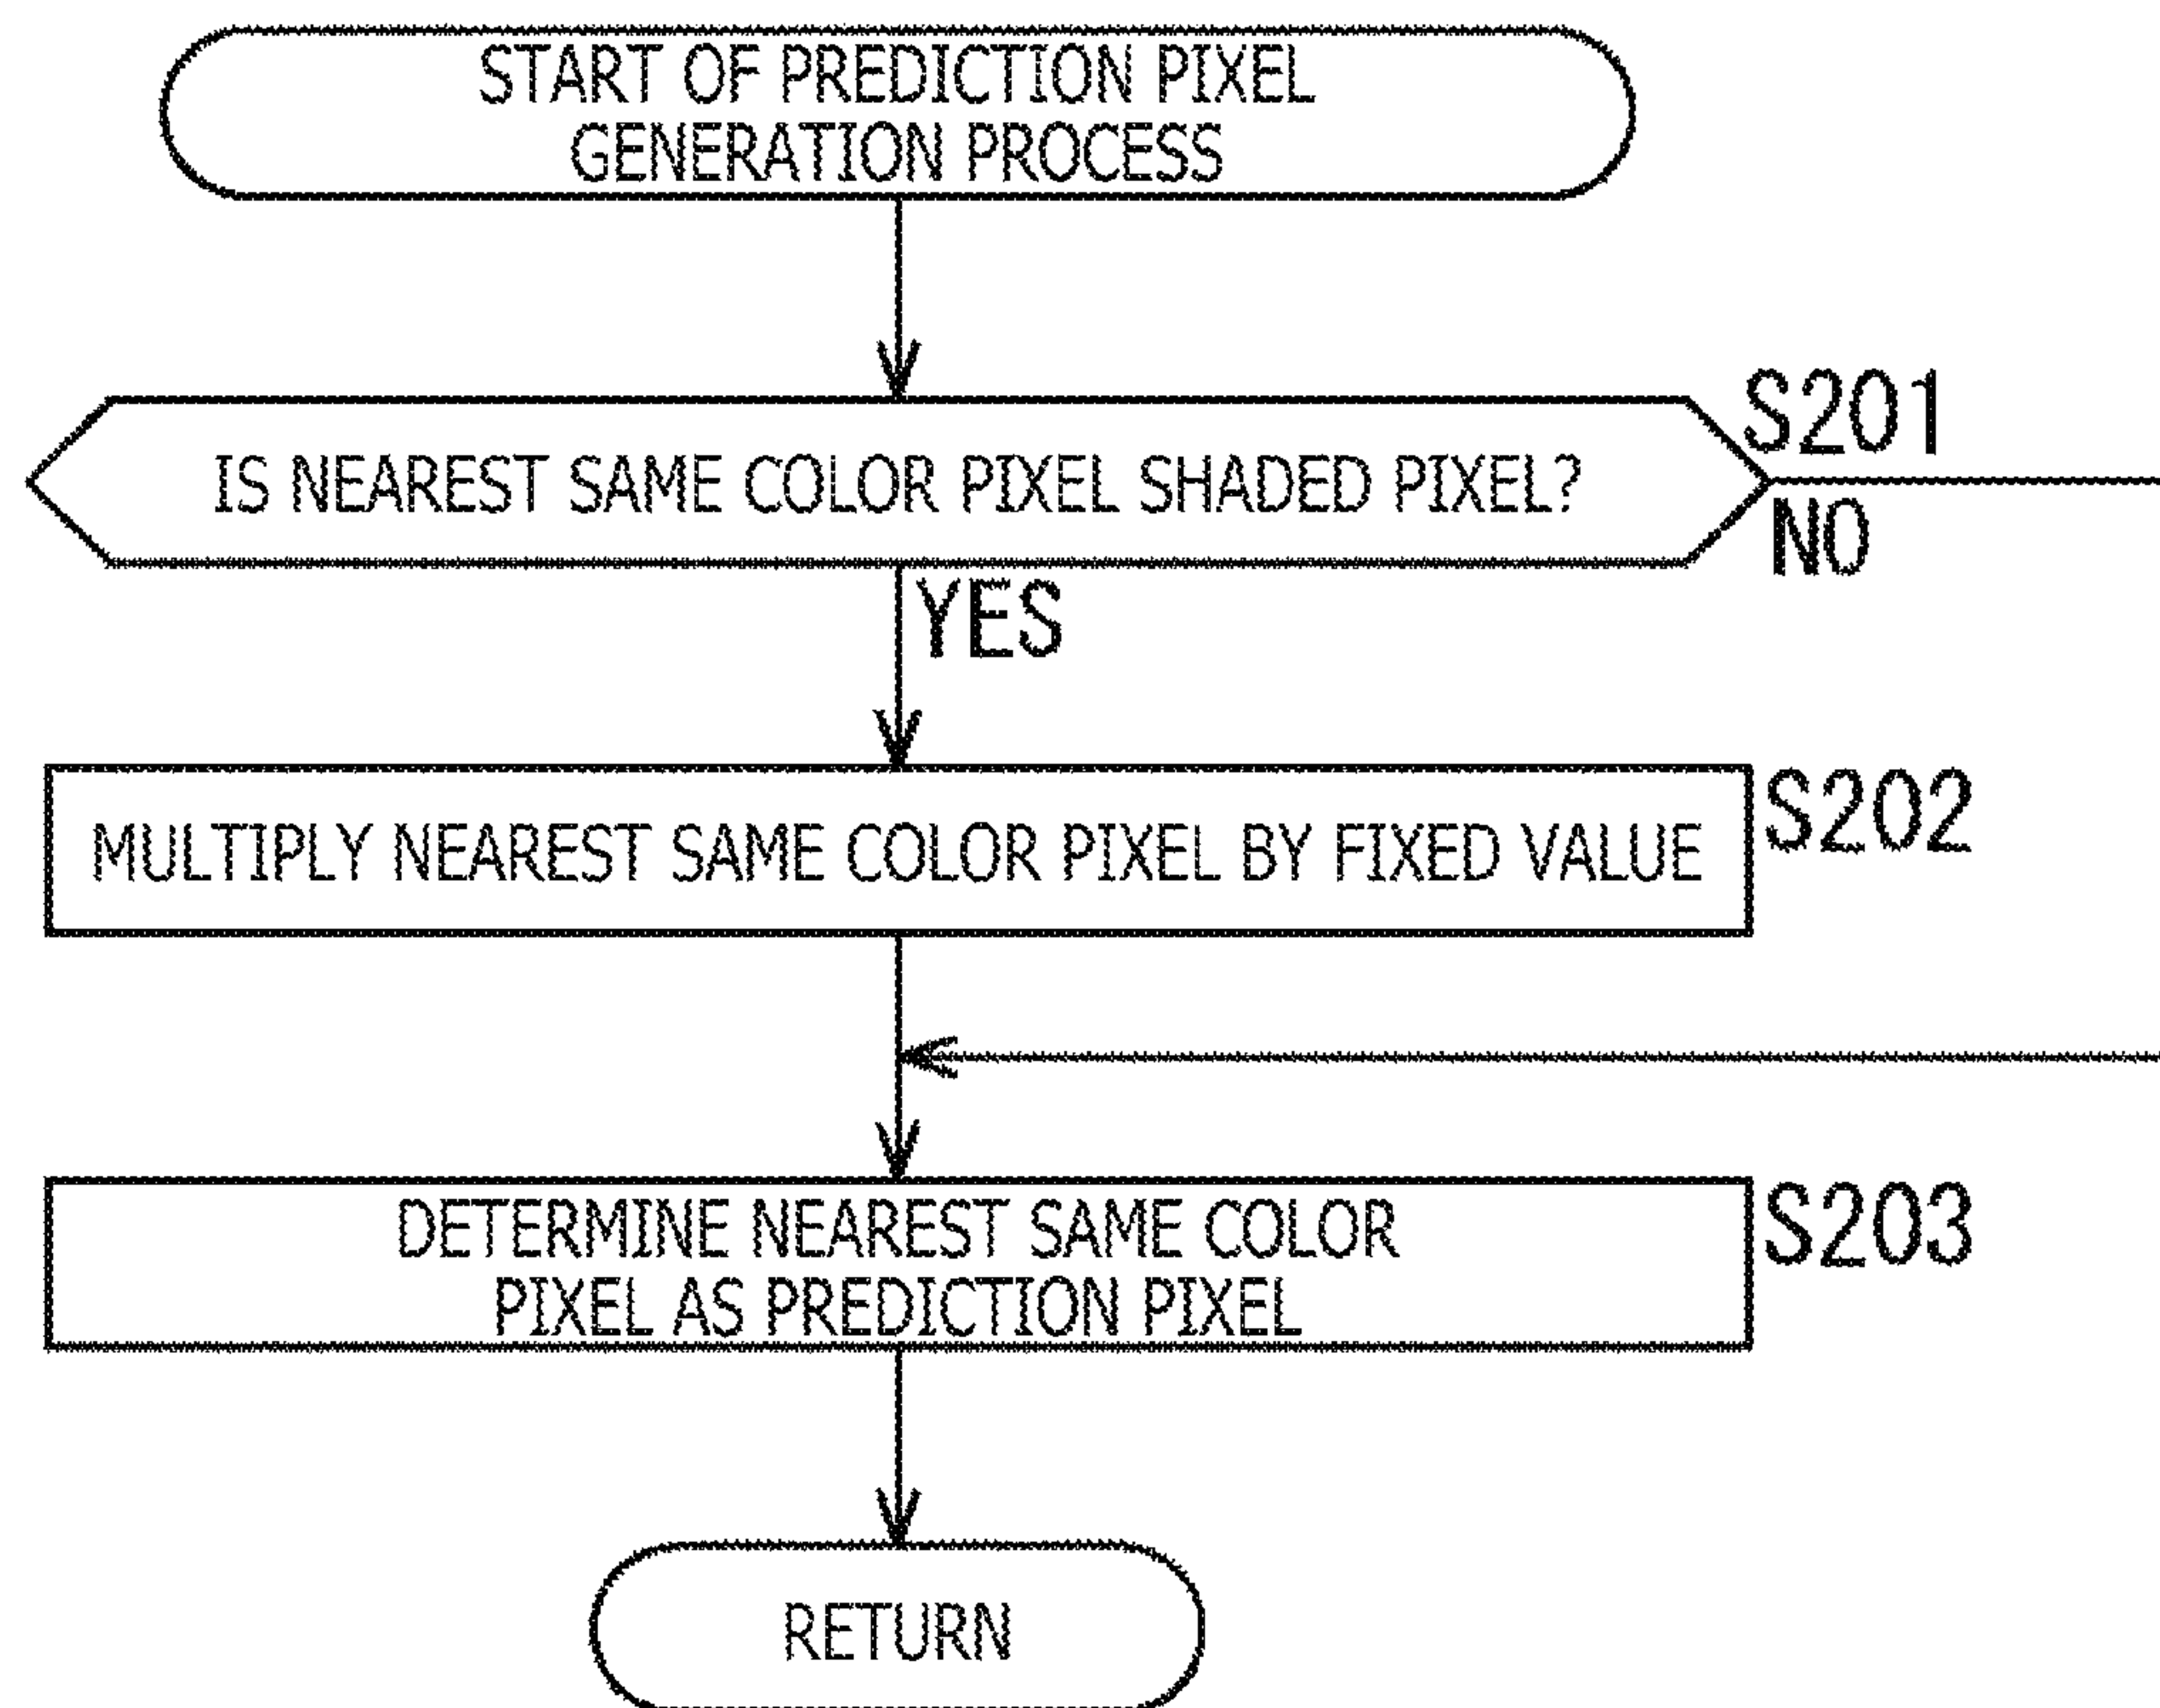 START OF PREDICTION PIXEL
GENERATION PROCESS
S201
IS NEAREST SAME COLOR PIXEL SHADED PIXEL?
NO
YES
S202
MULTIPLY NEAREST SAME COLOR PIXEL BY FIXED VALUE
S203
DETERMINE NEAREST SAME COLOR
PIXEL AS PREDICTION PIXEL
RETURN